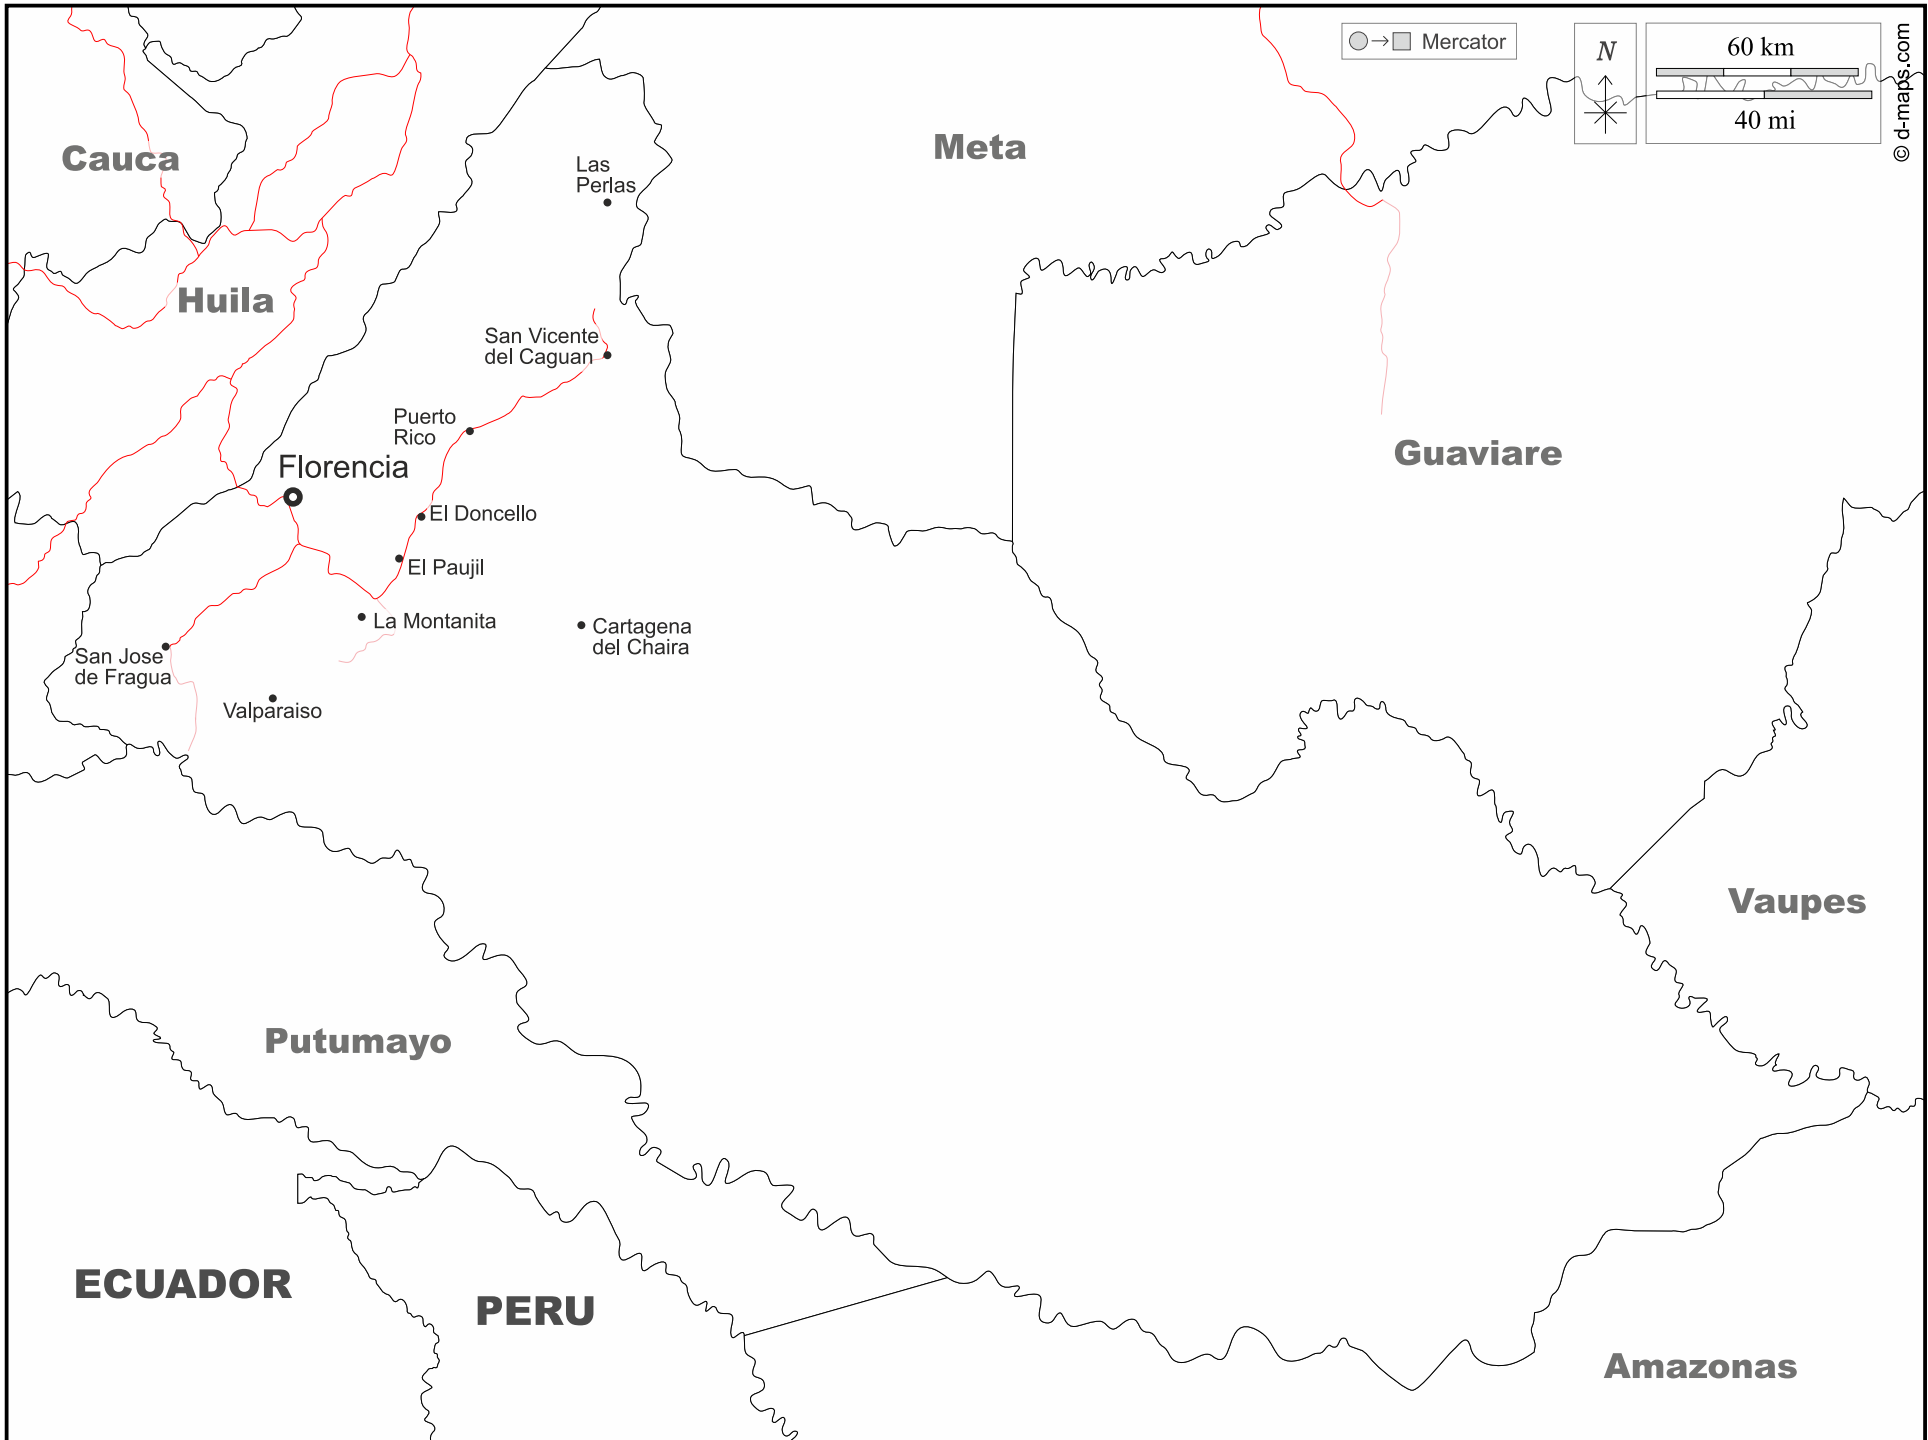 Mercator
N
60 km
40 mi
© d-maps.com
Cauca
Meta
Las
Perlas
Huila
San Vicente
del Caguan
Puerto
Rico
Guaviare
Florencia
El Doncello
El Paujil
La Montanita
Cartagena
del Chaira
San Jose
de Fragua
Valparaiso
Vaupes
Putumayo
ECUADOR
PERU
Amazonas